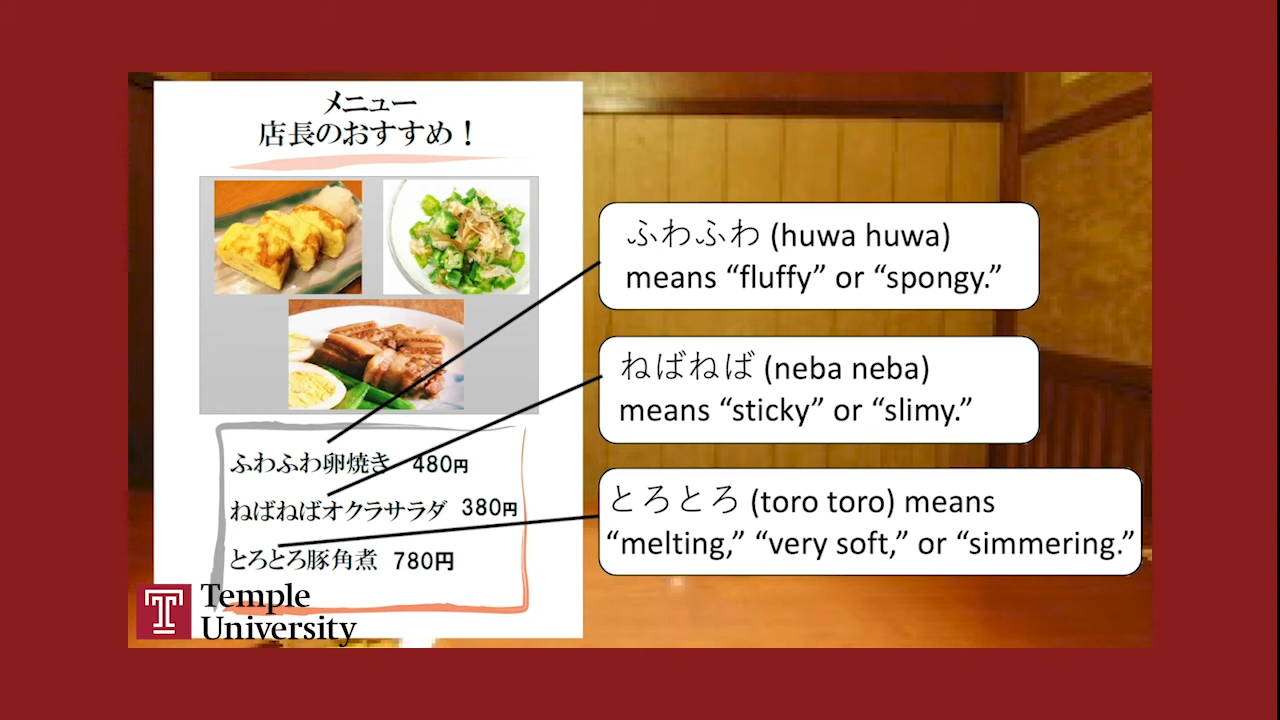 メニュー
店長のおすすめ！
ふわふわ卵焼き 480円
ねばねばオクラサラダ 380円
とろとろ豚角煮 780円
ふわふわ (huwa huwa)
means “fluffy” or “spongy.”
ねばねば (neba neba)
means “sticky” or “slimy.”
とろとろ (toro toro) means
“melting,” “very soft,” or “simmering.”
T
Temple
University